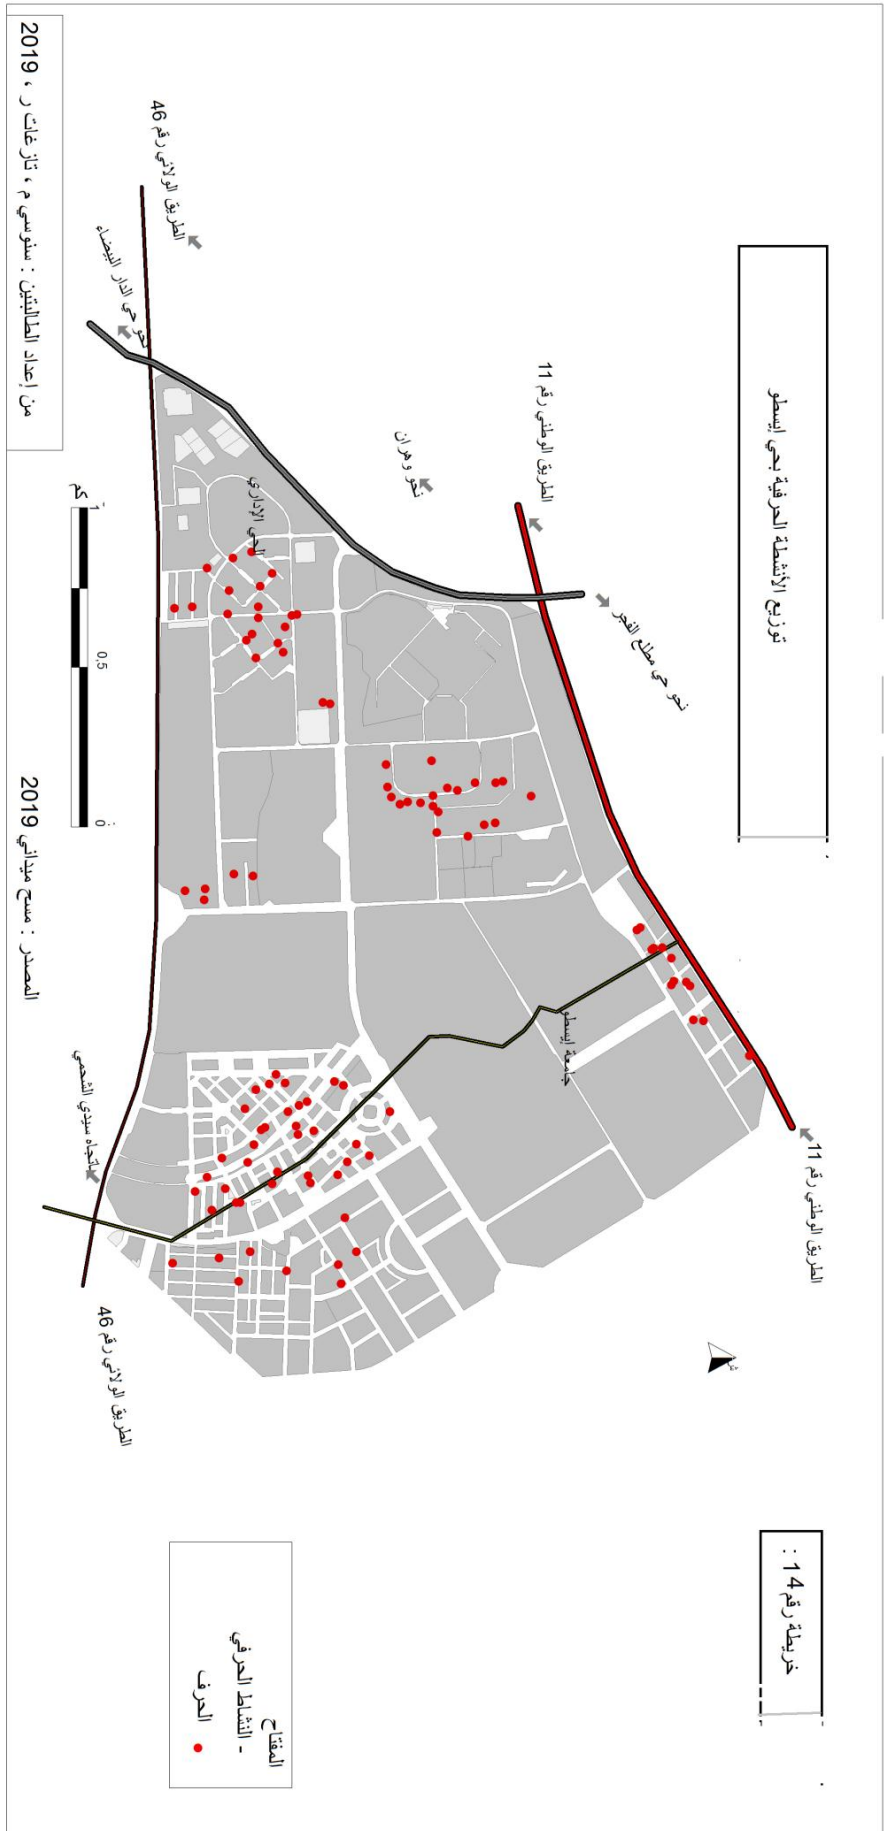 خريطة رقم 14 :
توزيع الأنشطة الحرفية بحي إيسطو
الطريق الوطني رقم 11
الطريق الوطني رقم 11
نحو حي مطلع الفجر
نحو وهران
جامعة إيسطو
الحي الإداري
نحو حي الدار البيضاء
الطريق الولائي رقم 46
باتجاه سيدي الشحمي
الطريق الولائي رقم 46
ش
المفتاح
- النشاط الحرفي
الحرف
1 0,5 0
كم
المصدر : مسح ميداني 2019
من إعداد الطالبتين : سنوسي م ، تازغات ر ، 2019